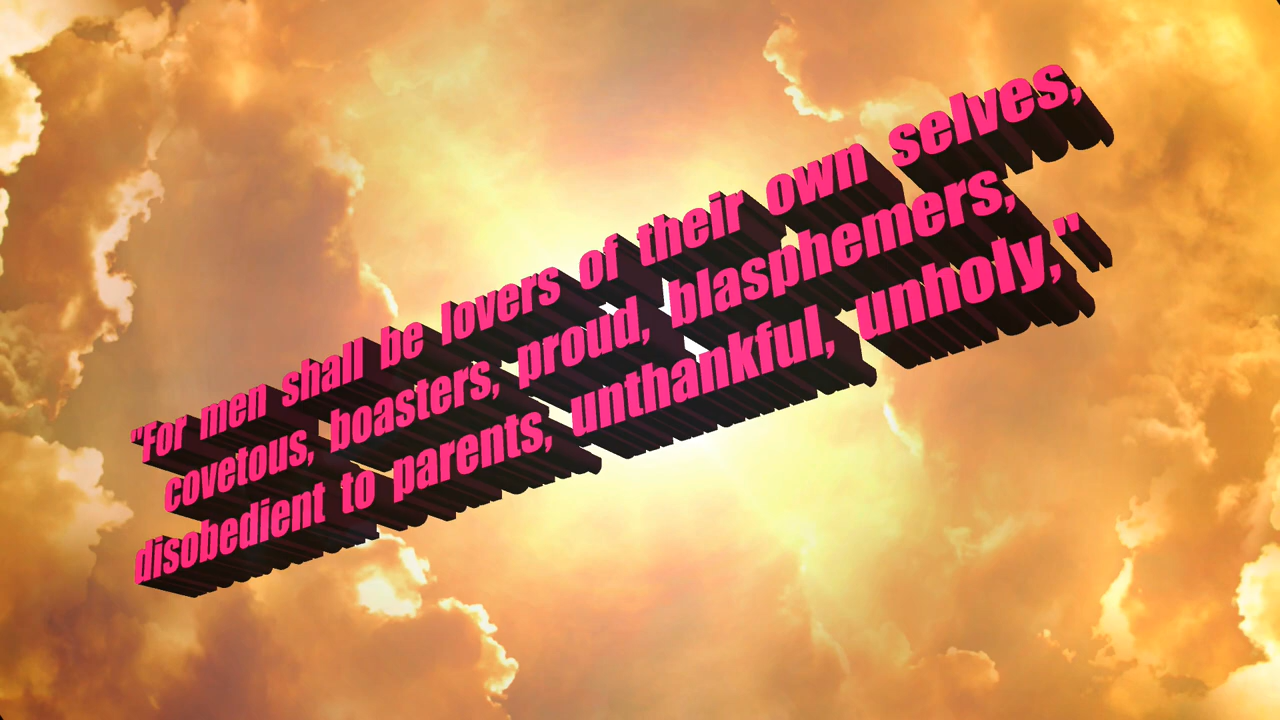 "For men shall be lovers of their own selves,
covetous, boasters, proud, blasphemers,
disobedient to parents, unthankful, unholy,"